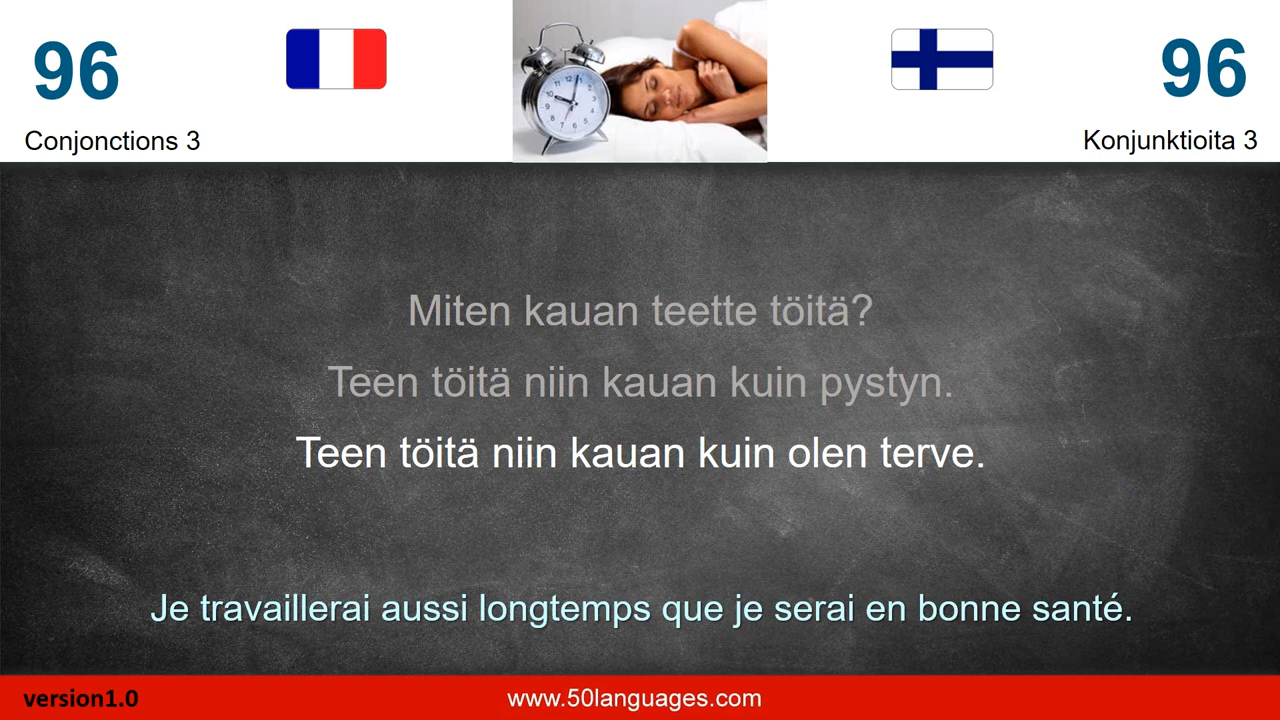 96
96
Conjonctions 3
Konjunktioita 3
Miten kauan teette töitä?
Teen töitä niin kauan kuin pystyn.
Teen töitä niin kauan kuin olen terve.
Je travaillerai aussi longtemps que je serai en bonne santé.
version1.0
www.50languages.com